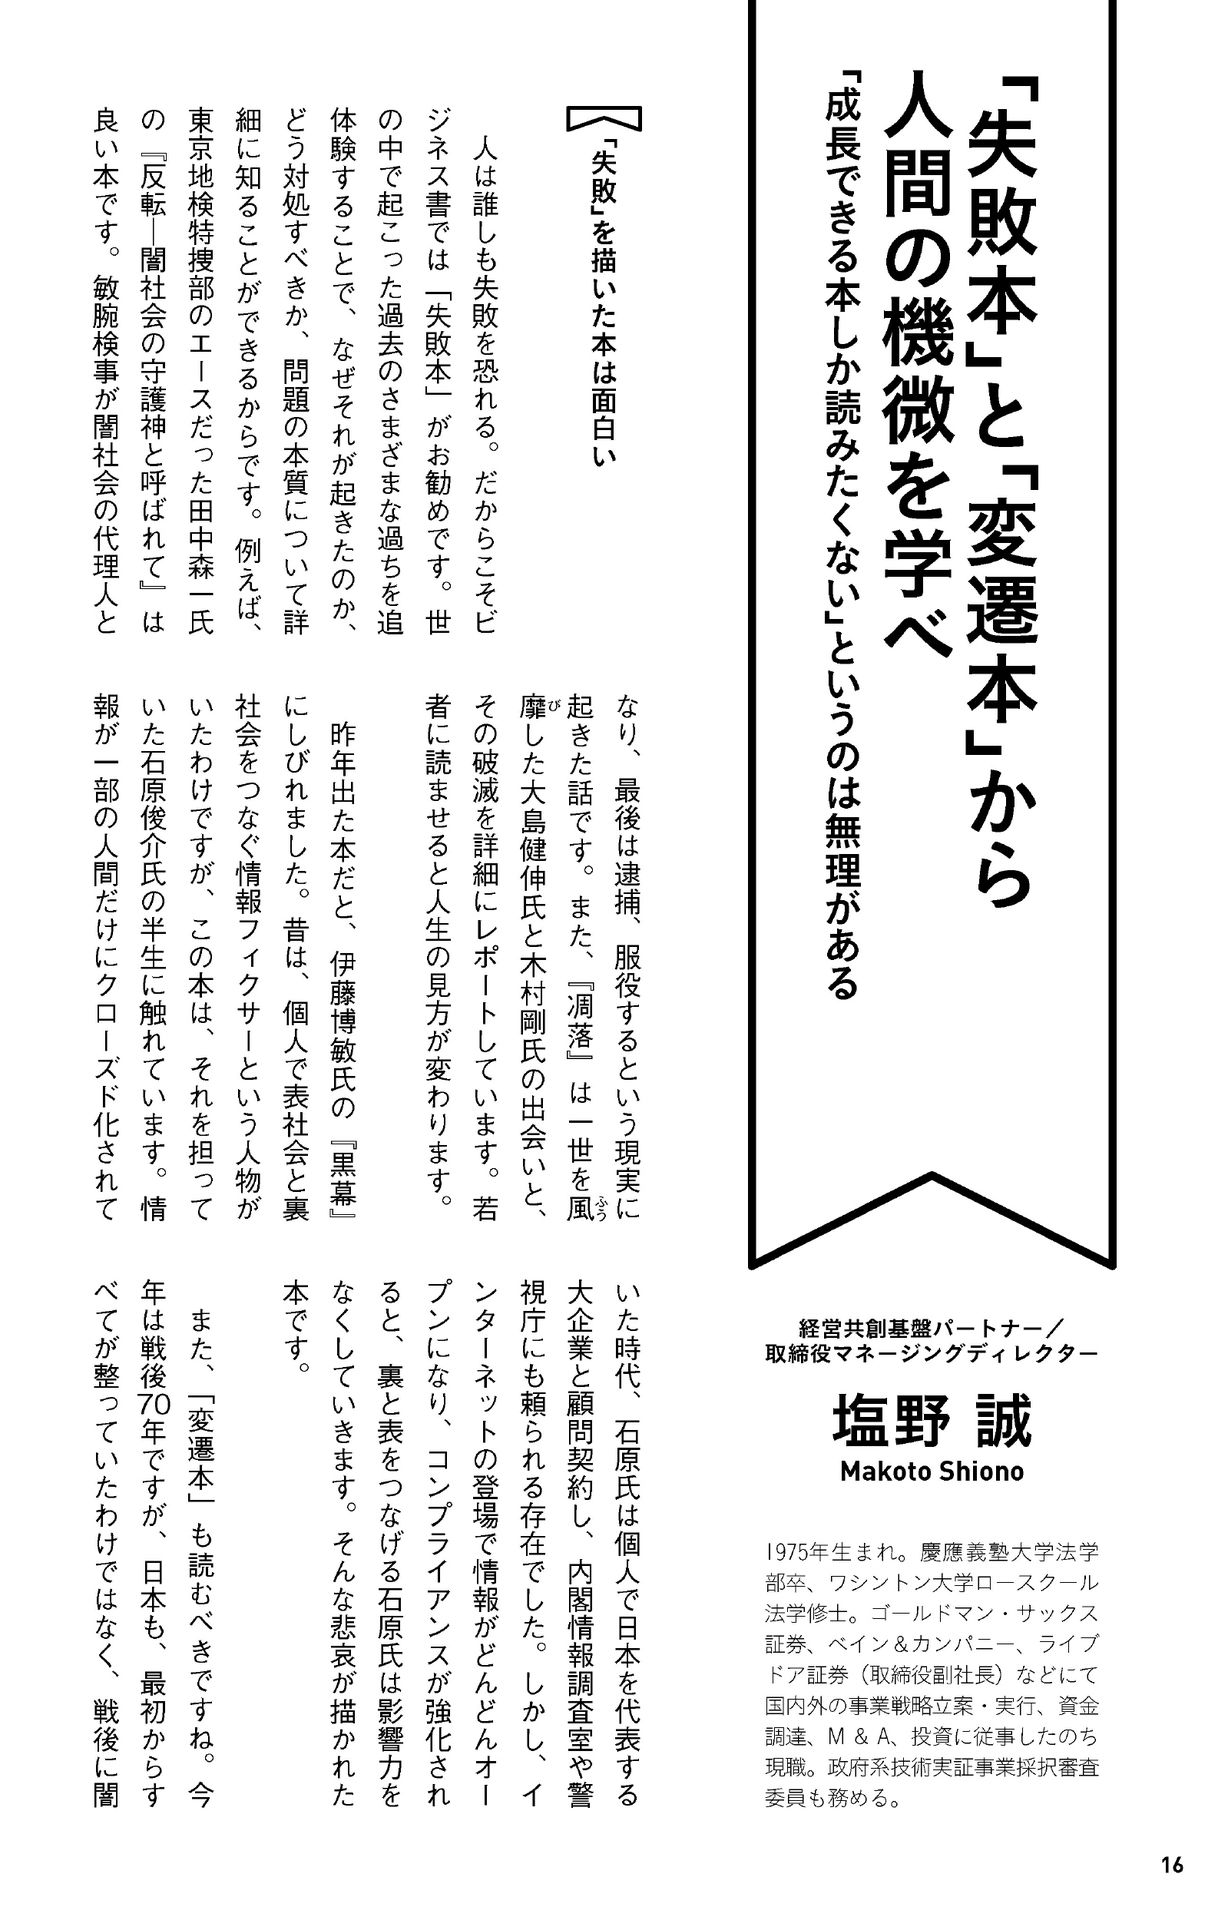 「失敗本」と「変遷本」から
人間の機微を学べ
「成長できる本しか読みたくない」というのは無理がある
経営共創基盤パートナー／
取締役マネージングディレクター
塩野 誠
Makoto Shiono
1975年生まれ。慶應義塾大学法学
部卒、ワシントン大学ロースクール
法学修士。ゴールドマン・サックス
証券、ベイン＆カンパニー、ライブ
ドア証券（取締役副社長）などにて
国内外の事業戦略立案・実行、資金
調達、M & A、投資に従事したのち
現職。政府系技術実証事業採択審査
委員も務める。
「失敗」を描いた本は面白い
人は誰しも失敗を恐れる。だからこそビ
ジネス書では「失敗本」がお勧めです。世
の中で起こった過去のさまざまな過ちを追
体験することで、なぜそれが起きたのか、
どう対処すべきか、問題の本質について詳
細に知ることができるからです。例えば、
東京地検特捜部のエースだった田中森一氏
の『反転―闇社会の守護神と呼ばれて』は
良い本です。敏腕検事が闇社会の代理人と
なり、最後は逮捕、服役するという現実に
起きた話です。また、『凋落』は一世を風ふう
靡びした大島健伸氏と木村剛氏の出会いと、
その破滅を詳細にレポートしています。若
者に読ませると人生の見方が変わります。
昨年出た本だと、伊藤博敏氏の『黒幕』
にしびれました。昔は、個人で表社会と裏
社会をつなぐ情報フィクサーという人物が
いたわけですが、この本は、それを担って
いた石原俊介氏の半生に触れています。情
報が一部の人間だけにクローズド化されて
いた時代、石原氏は個人で日本を代表する
大企業と顧問契約し、内閣情報調査室や警
視庁にも頼られる存在でした。しかし、イ
ンターネットの登場で情報がどんどんオー
プンになり、コンプライアンスが強化され
ると、裏と表をつなげる石原氏は影響力を
なくしていきます。そんな悲哀が描かれた
本です。
また、「変遷本」も読むべきですね。今
年は戦後70年ですが、日本も、最初からす
べてが整っていたわけではなく、戦後に闇
16